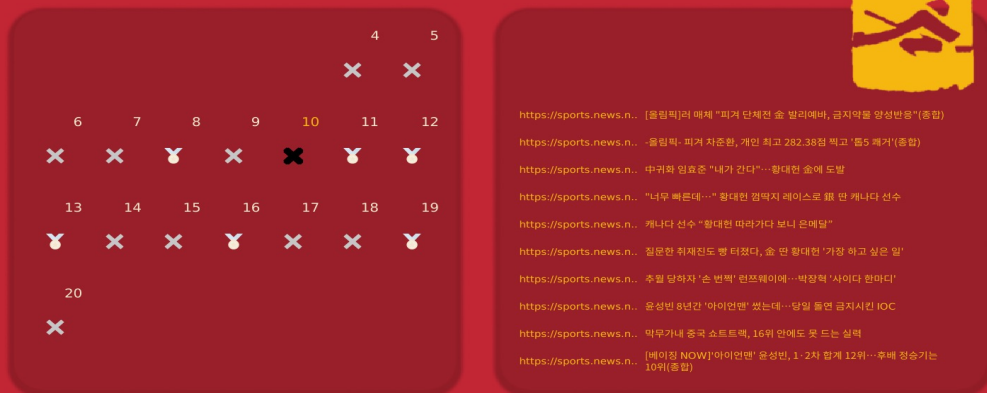 4 5
6 7 8 9 10 11 12
13 14 15 16 17 18 19
20
https://sports.news.n.. [올림픽]러 매체 "피겨 단체전 金 발리예바, 금지약물 양성반응"(종합)
https://sports.news.n.. -올림픽- 피겨 차준환, 개인 최고 282.38점 찍고 '톱5 쾌거'(종합)
https://sports.news.n.. 中귀화 임효준 "내가 간다"…황대헌 金에 도발
https://sports.news.n.. "너무 빠른데…" 황대헌 껌딱지 레이스로 銀 딴 캐나다 선수
https://sports.news.n.. 캐나다 선수 "황대헌 따라가다 보니 은메달"
https://sports.news.n.. 질문한 취재진도 빵 터졌다, 金 딴 황대헌 '가장 하고 싶은 일'
https://sports.news.n.. 추월 당하자 '손 번쩍' 런쯔웨이에…박장혁 '사이다 한마디'
https://sports.news.n.. 윤성빈 8년간 '아이언맨' 썼는데…당일 돌연 금지시킨 IOC
https://sports.news.n.. 막무가내 중국 쇼트트랙, 16위 안에도 못 드는 실력
https://sports.news.n.. [베이징 NOW]'아이언맨' 윤성빈, 1·2차 합계 12위…후배 정승기는
10위(종합)